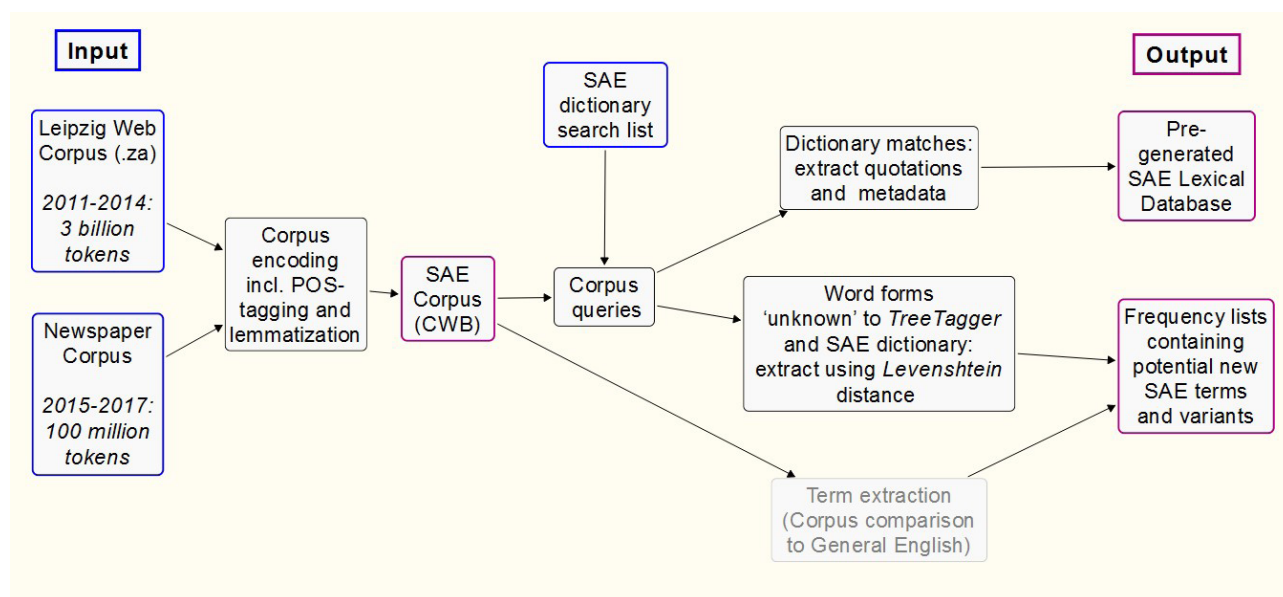 Input
Output
Leipzig Web
Corpus (.za)
2011-2014:
3 billion
tokens
Newspaper
Corpus
2015-2017:
100 million
tokens
Corpus
encoding
incl. POS-
tagging and
lemmatization
SAE
Corpus
(CWB)
SAE
dictionary
search list
Corpus
queries
Dictionary matches:
extract quotations
and metadata
Word forms
‘unknown’ to TreeTagger
and SAE dictionary:
extract using Levenshtein
distance
Term extraction
(Corpus comparison
to General English)
Pre-
generated
SAE Lexical
Database
Frequency lists
containing
potential new
SAE terms
and variants